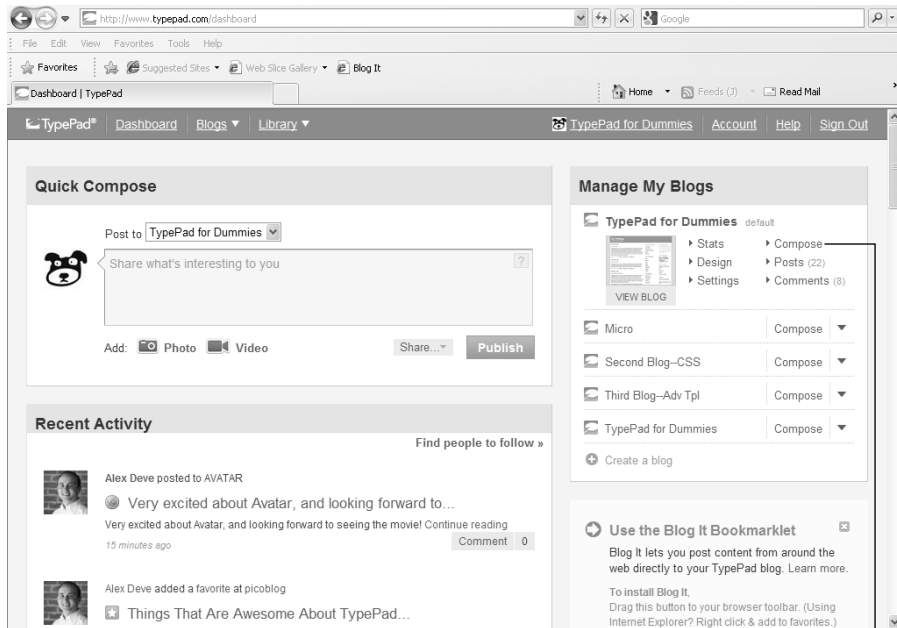 http://www.typepad.com/dashboard
Google
File Edit View Favorites Tools Help
Favorites Suggested Sites Web Slice Gallery Blog It
Dashboard | TypePad
Home Feeds (J) Read Mail
TypePad® Dashboard Blogs Library TypePad for Dummies Account Help Sign Out
Quick Compose
Post to TypePad for Dummies
Share what's interesting to you
?
Add: Photo Video Share... Publish
Recent Activity
Find people to follow »
Alex Deve posted to AVATAR
Very excited about Avatar, and looking forward to...
Very excited about Avatar, and looking forward to seeing the movie! Continue reading
15 minutes ago
Comment 0
Alex Deve added a favorite at picoblog
Things That Are Awesome About TypePad...
Manage My Blogs
TypePad for Dummies default
Stats Compose
Design Posts (22)
Settings Comments (8)
VIEW BLOG
Micro Compose
Second Blog--CSS Compose
Third Blog--Adv Tpl Compose
TypePad for Dummies Compose
Create a blog
Use the Blog It Bookmarklet
Blog It lets you post content from around the
web directly to your TypePad blog. Learn more.
To install Blog It,
Drag this button to your browser toolbar. (Using
Internet Explorer? Right click & add to favorites.)